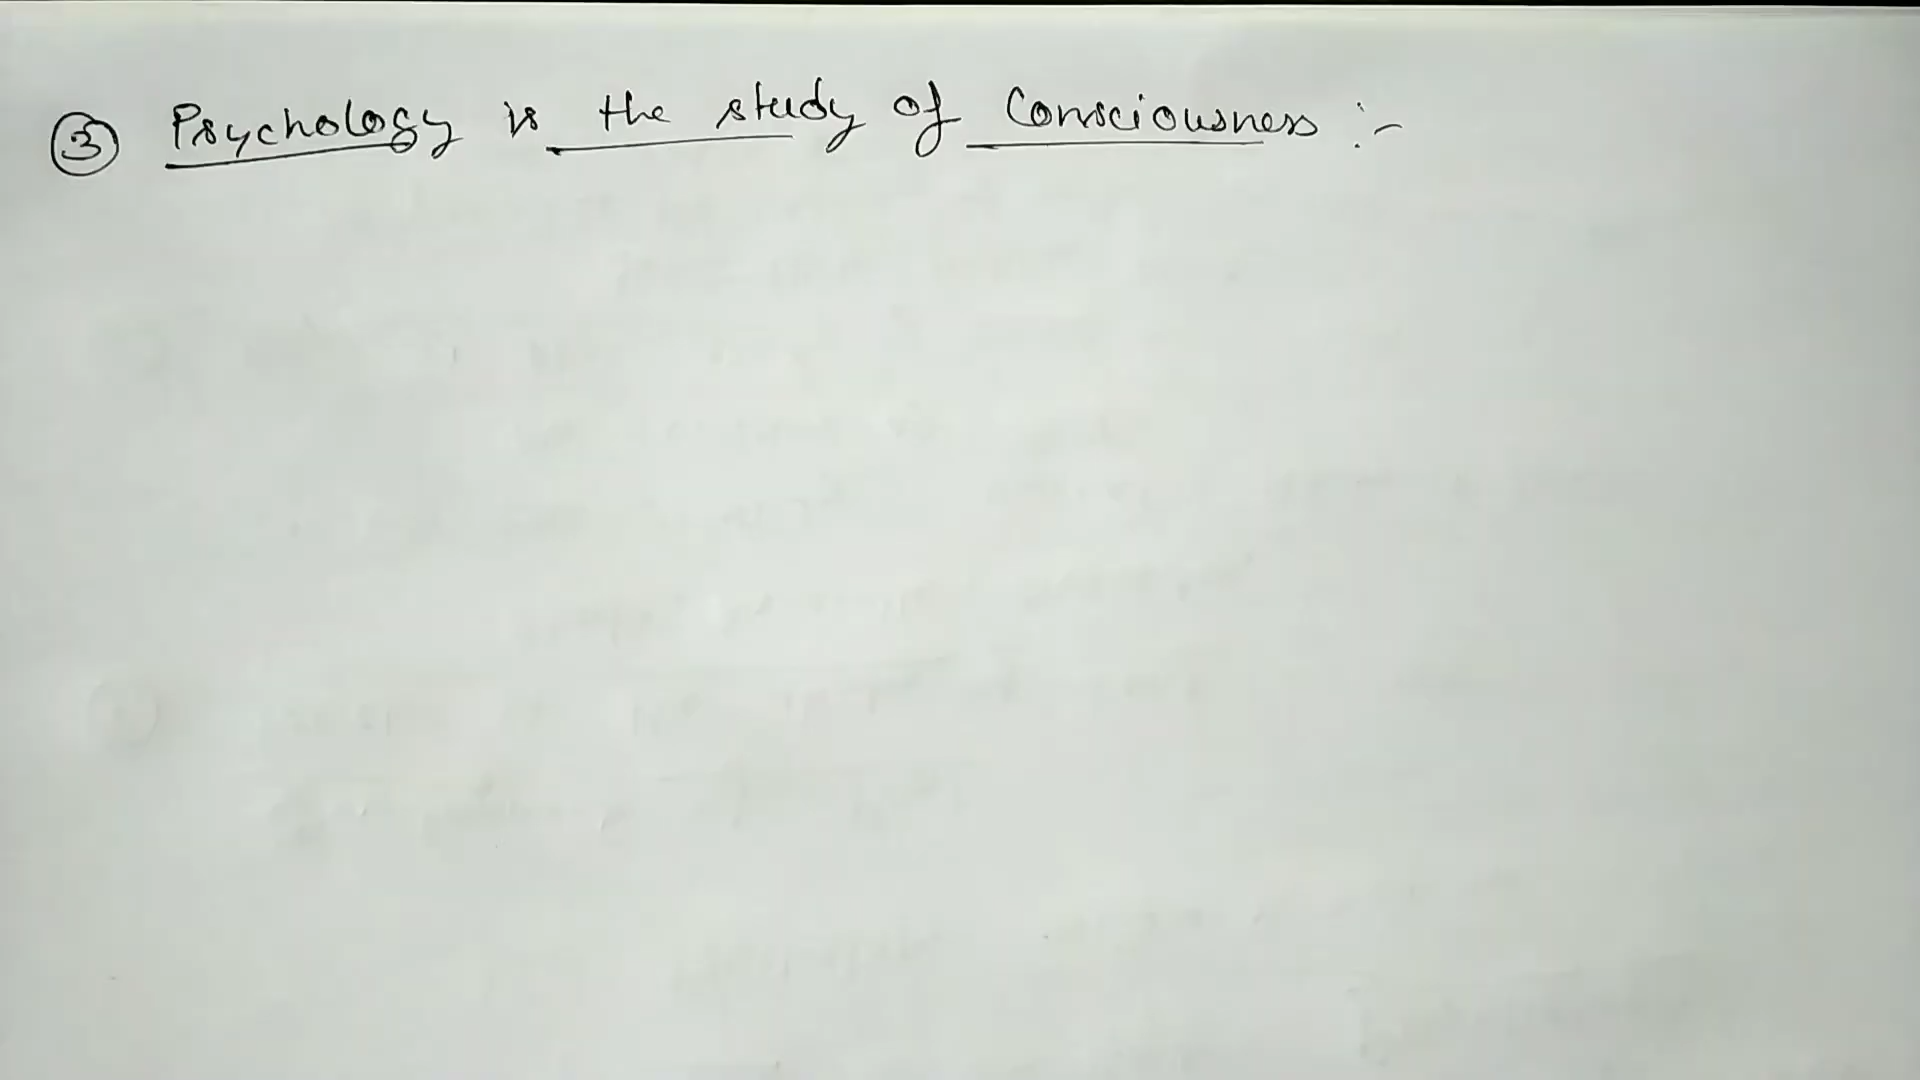 ③ Psychology is the study of Consciousness :-